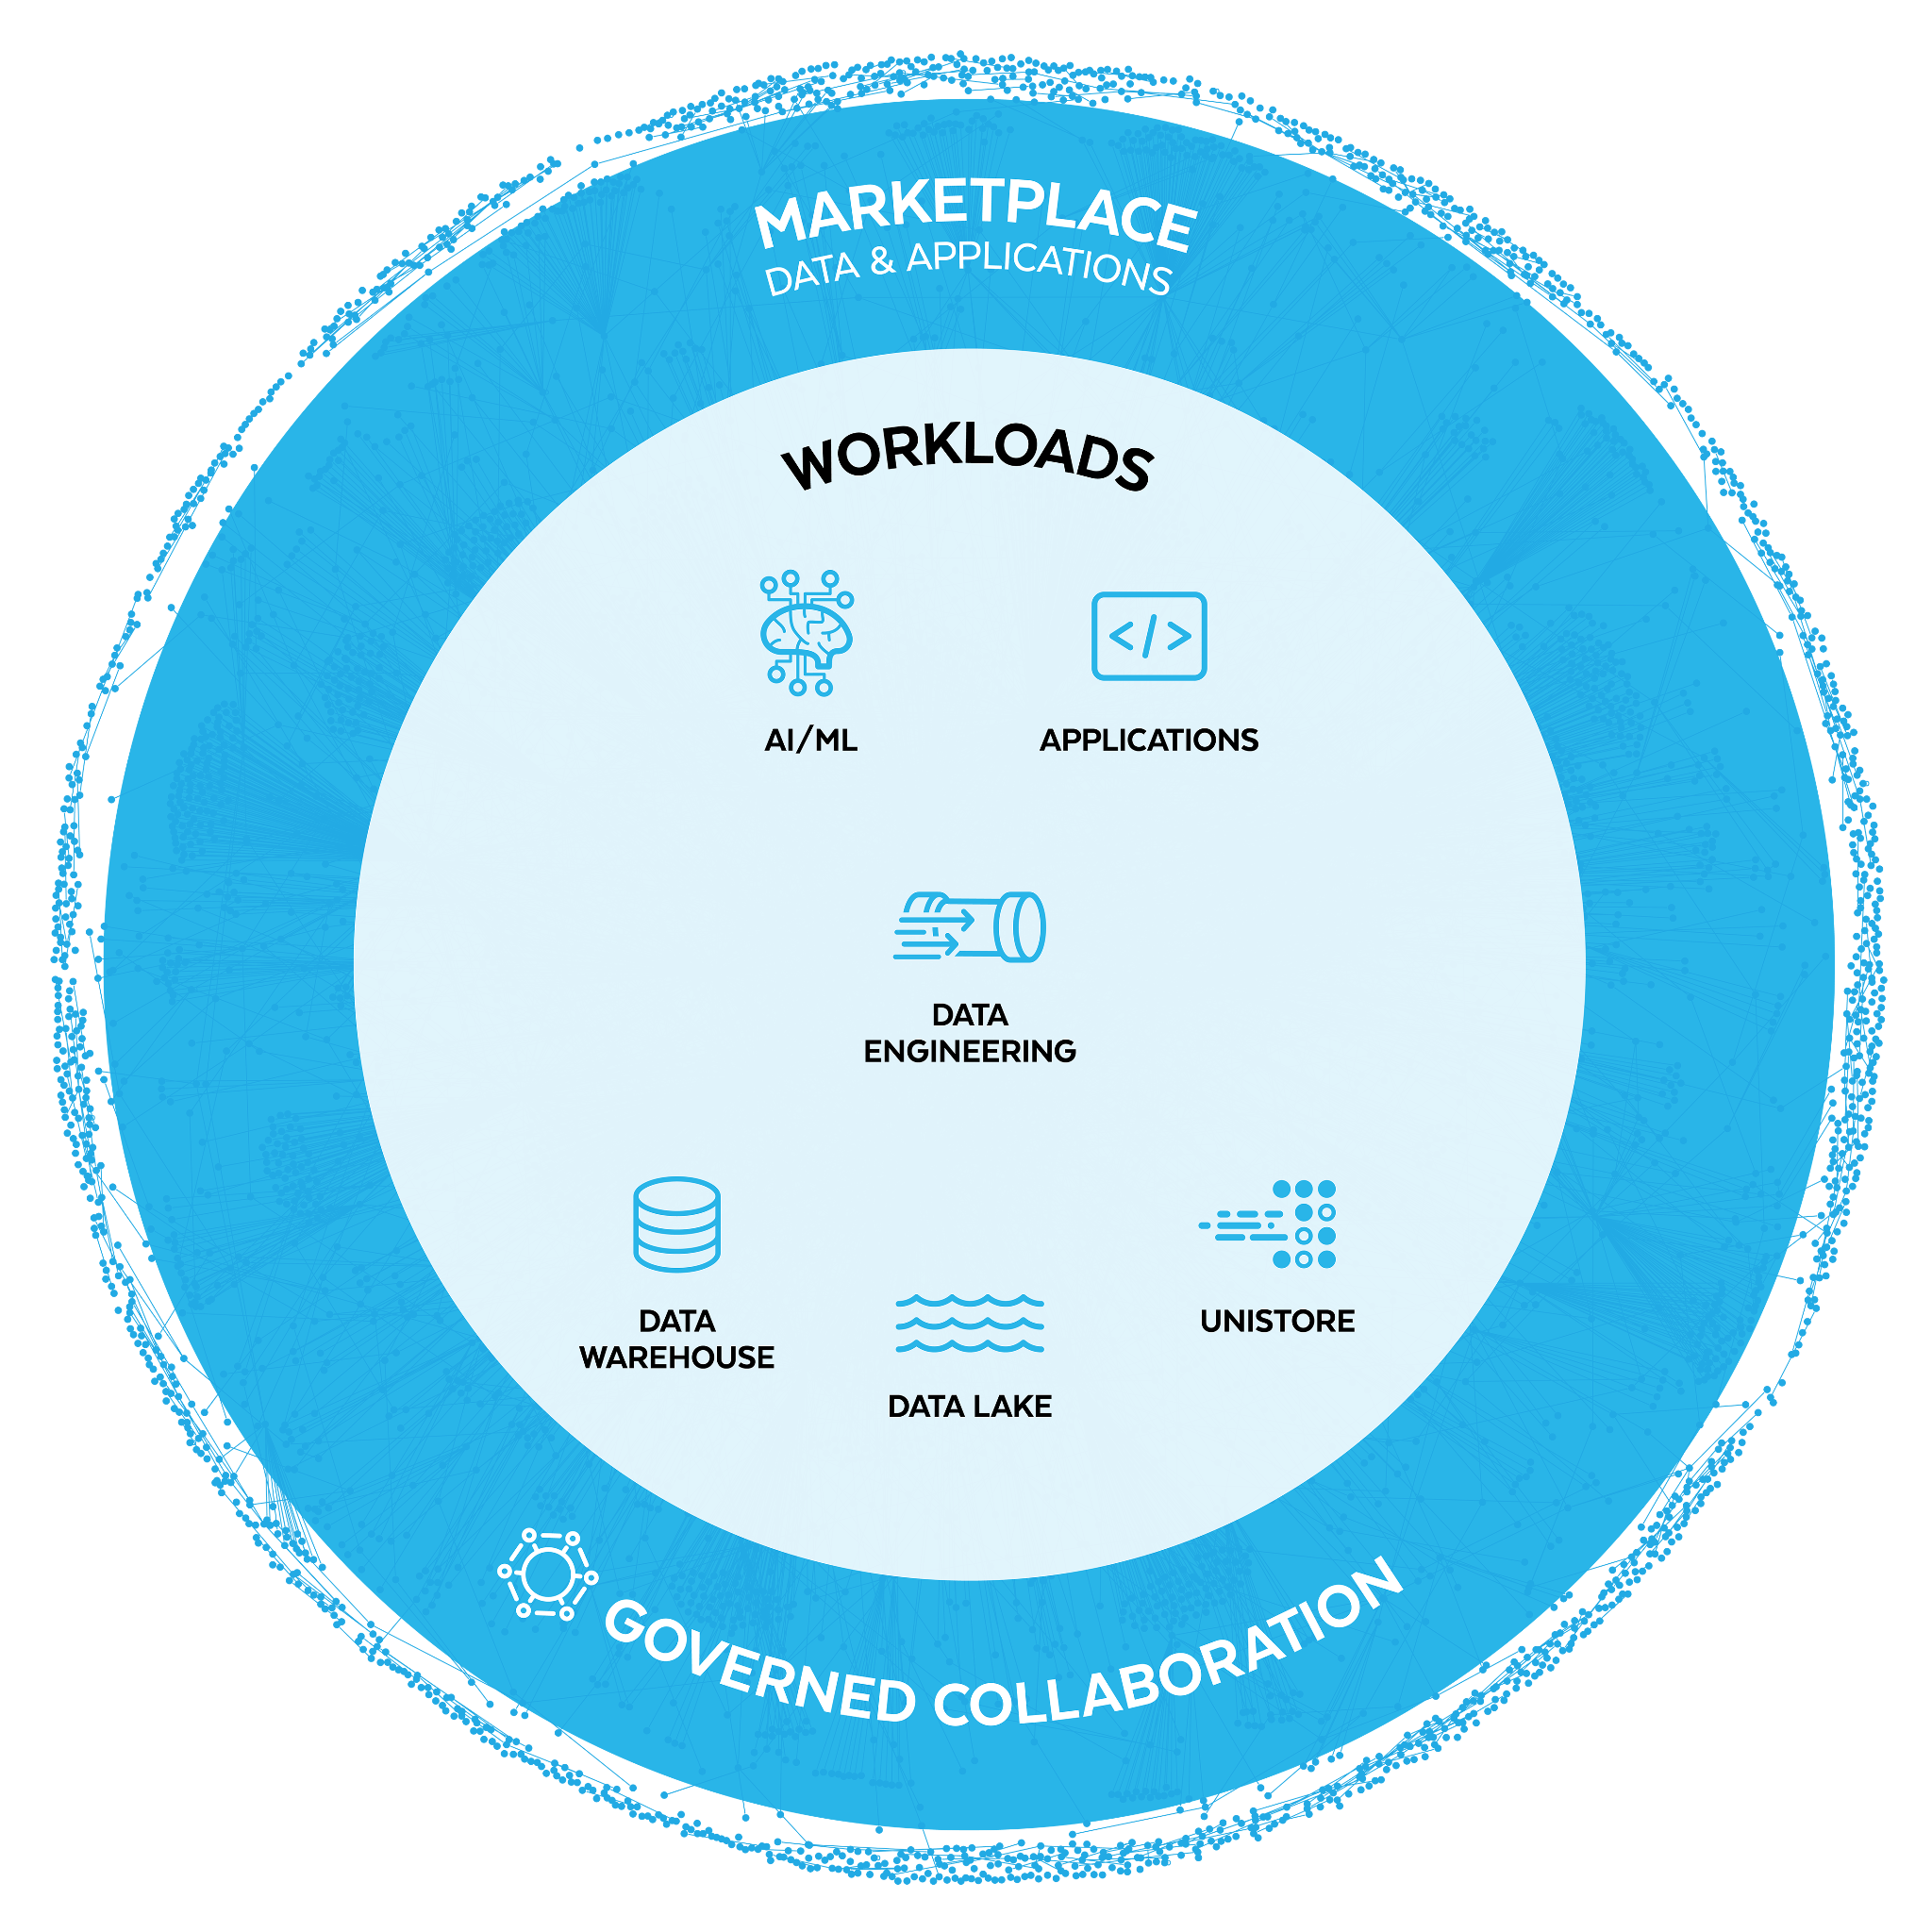 MARKETPLACE
DATA & APPLICATIONS
WORKLOADS
AI/ML
APPLICATIONS
DATA
ENGINEERING
DATA
WAREHOUSE
DATA LAKE
UNISTORE
GOVERNED COLLABORATION